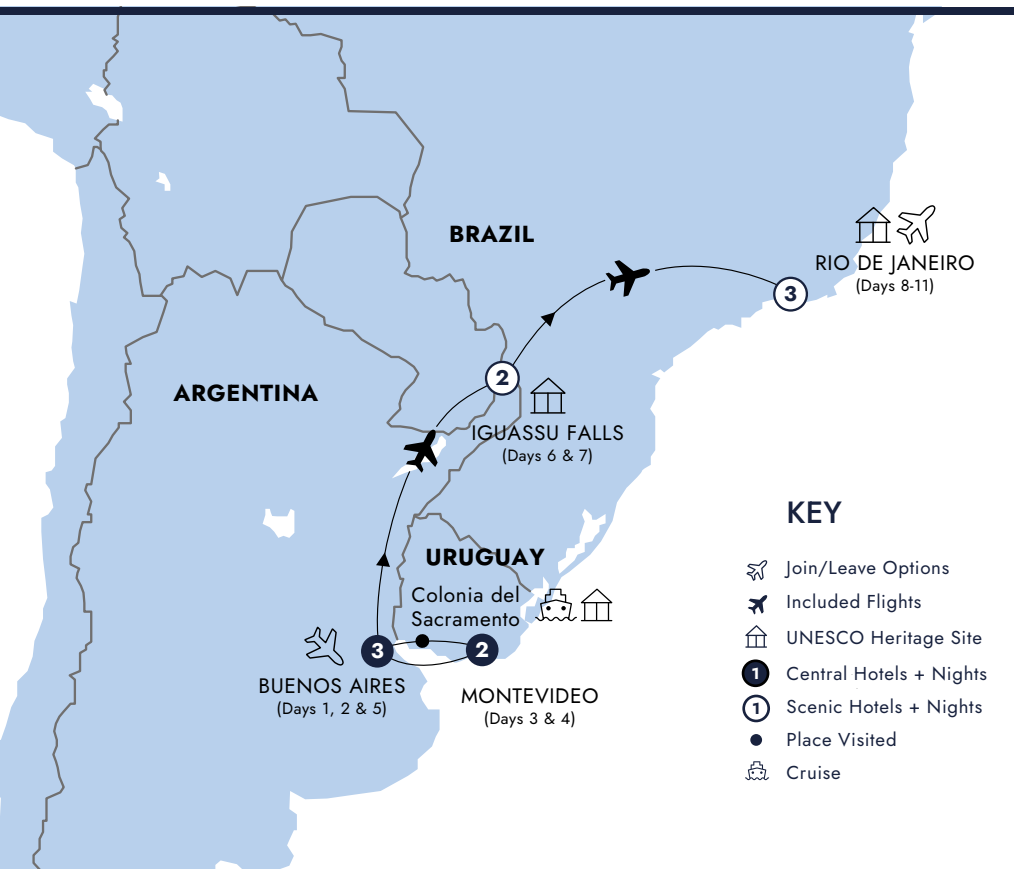 BRAZIL
RIO DE JANEIRO
(Days 8-11)
3
2
ARGENTINA
IGUASSU FALLS
(Days 6 & 7)
URUGUAY
Colonia del
Sacramento
3
2
BUENOS AIRES
(Days 1, 2 & 5)
MONTEVIDEO
(Days 3 & 4)
KEY
Join/Leave Options
Included Flights
UNESCO Heritage Site
1 Central Hotels + Nights
1 Scenic Hotels + Nights
Place Visited
Cruise